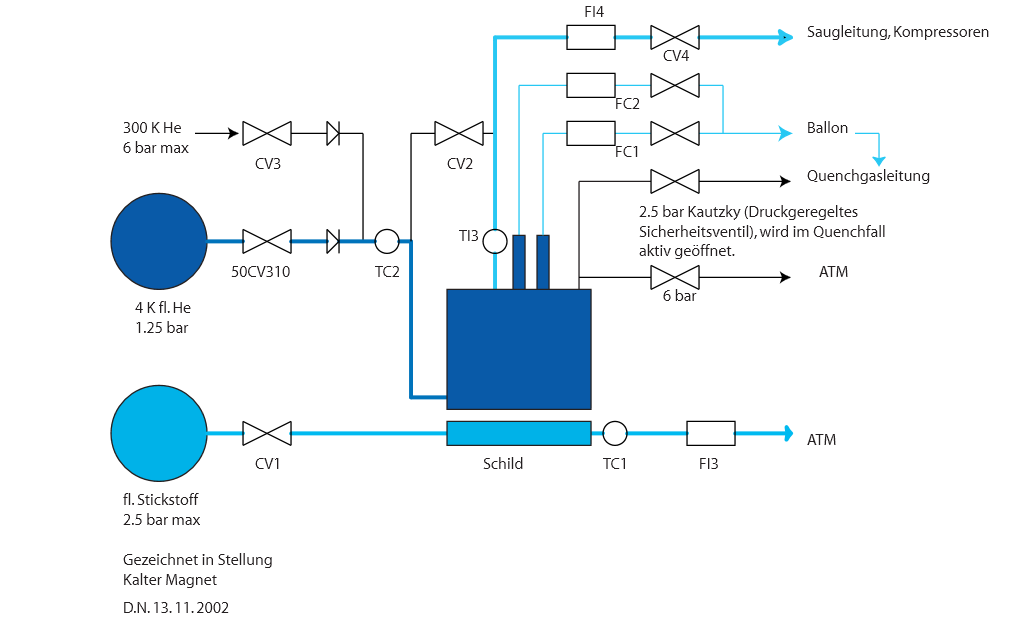 FI4
Saugleitung, Kompressoren
CV4
FC2
300 K He
6 bar max
CV3
CV2
FC1
Ballon
Quenchgasleitung
2.5 bar Kautzky (Druckgeregeltes
Sicherheitsventil), wird im Quenchfall
aktiv geöffnet.
TI3
50CV310
TC2
ATM
6 bar
4 K fl. He
1.25 bar
CV1
Schild
TC1
FI3
ATM
fl. Stickstoff
2.5 bar max
Gezeichnet in Stellung
Kalter Magnet
D.N. 13. 11. 2002